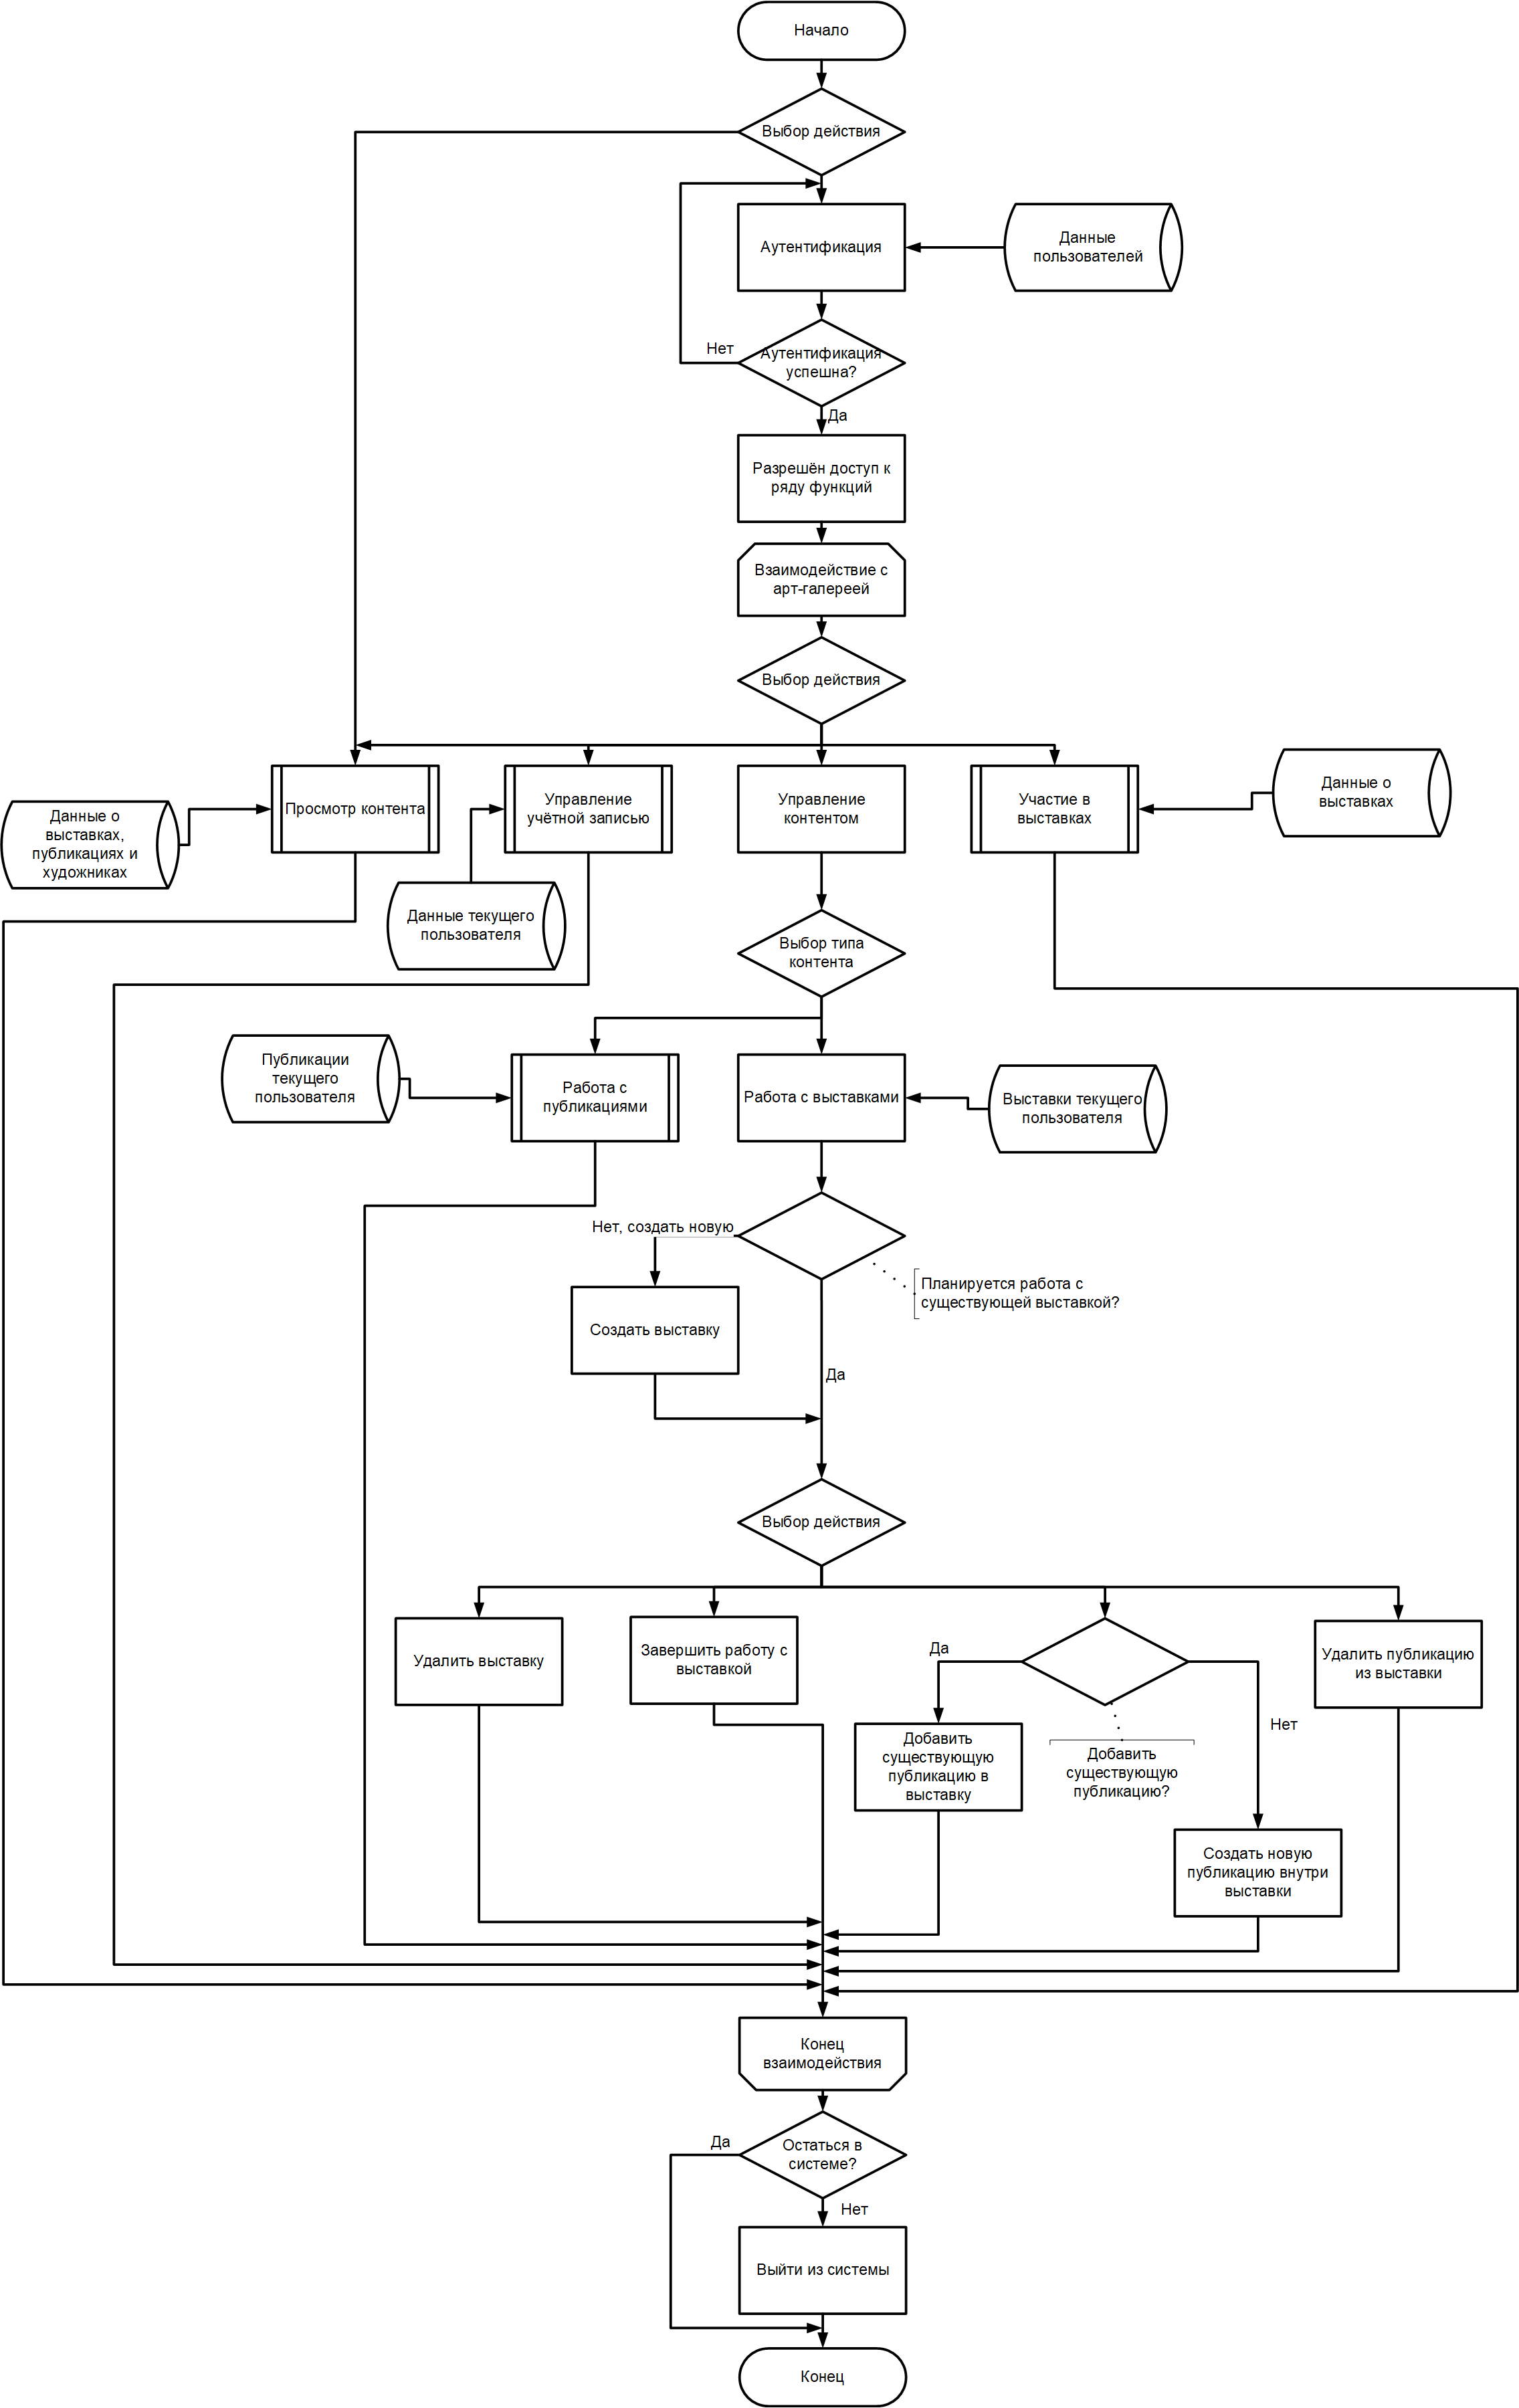 Начало
Выбор действия
Аутентификация
Данные
пользователей
Нет
Аутентификация
успешна?
Да
Разрешён доступ к
ряду функций
Взаимодействие с
арт-галереей
Выбор действия
Просмотр контента
Управление
учётной записью
Управление
контентом
Участие в
выставках
Данные о
выставках
Данные о
выставках,
публикациях и
художниках
Данные текущего
пользователя
Выбор типа
контента
Публикации
текущего
пользователя
Работа с
публикациями
Работа с выставками
Выставки текущего
пользователя
Нет, создать новую
Планируется работа с
существующей выставкой?
Создать выставку
Да
Выбор действия
Удалить выставку
Завершить работу с
выставкой
Да
Удалить публикацию
из выставки
Нет
Добавить
существующую
публикацию в
выставку
Добавить
существующую
публикацию?
Создать новую
публикацию внутри
выставки
Конец
взаимодействия
Да
Остаться в
системе?
Нет
Выйти из системы
Конец